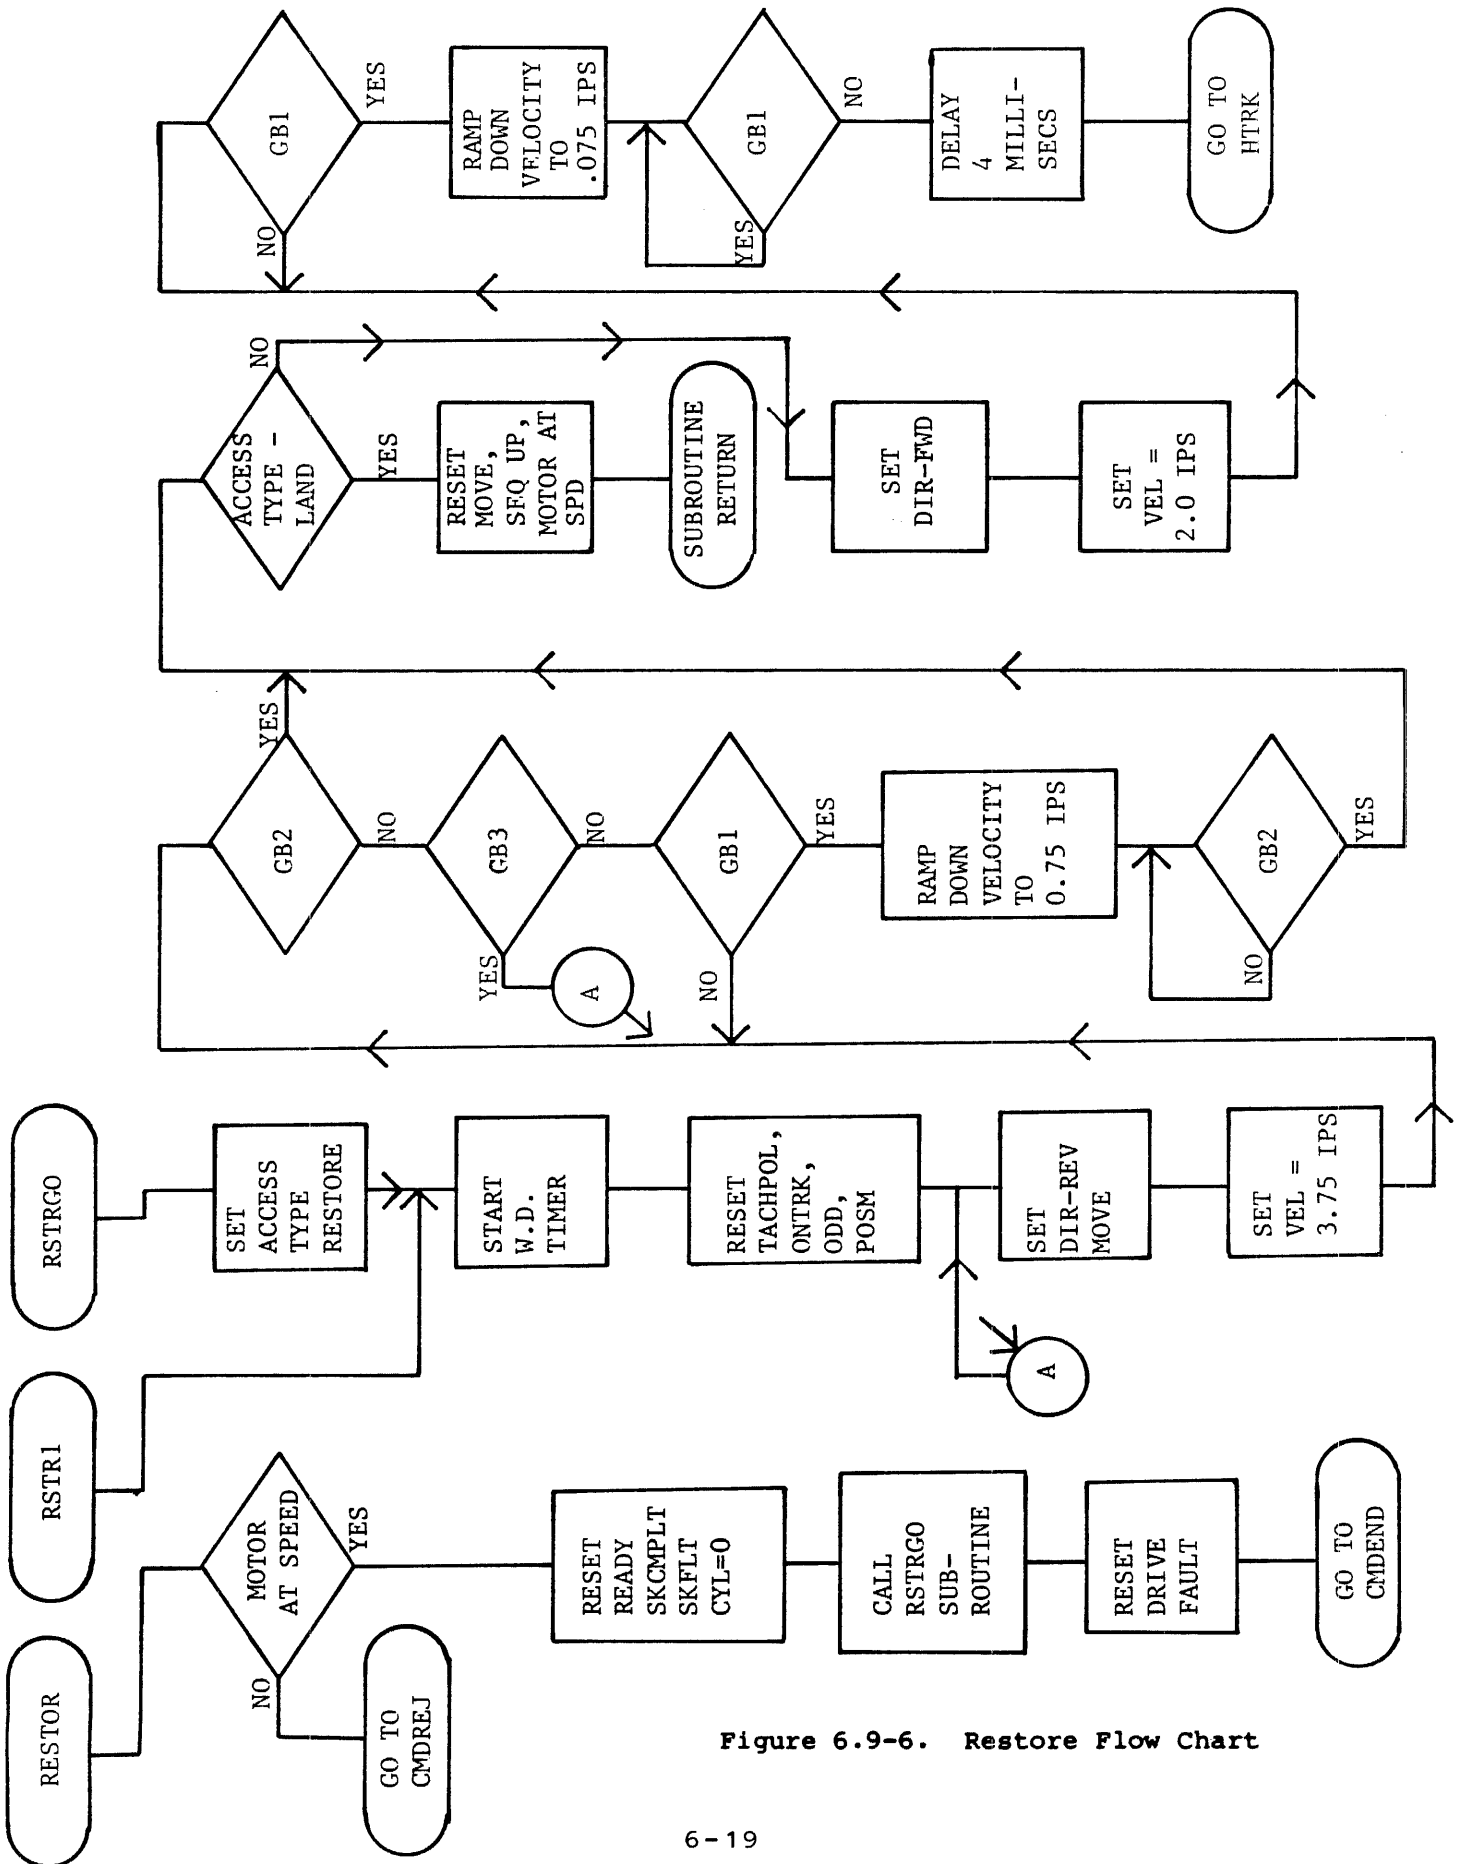 RESTOR
MOTOR
AT SPEED
NO
YES
GO TO
CMDREJ
RESET
READY
SKCMPLT
SKFLT
CYL=0
CALL
RSTRGO
SUB-
ROUTINE
RESET
DRIVE
FAULT
GO TO
CMDEND
RSTR1
RSTRGO
SET
ACCESS
TYPE
RESTORE
START
W.D.
TIMER
RESET
TACHPOL,
ONTRK,
ODD,
POSM
A
SET
DIR-REV
MOVE
SET
VEL =
3.75 IPS
GB2
YES
NO
GB3
YES
A
NO
GB1
NO
YES
RAMP
DOWN
VELOCITY
TO
0.75 IPS
GB2
NO
YES
ACCESS
TYPE -
LAND
NO
YES
RESET
MOVE,
SEQ UP,
MOTOR AT
SPD
SUBROUTINE
RETURN
SET
DIR-FWD
SET
VEL =
2.0 IPS
GB1
NO
YES
RAMP
DOWN
VELOCITY
TO
.075 IPS
GB1
YES
NO
DELAY
4
MILLI-
SECS
GO TO
HTRK
Figure 6.9-6. Restore Flow Chart
6-19